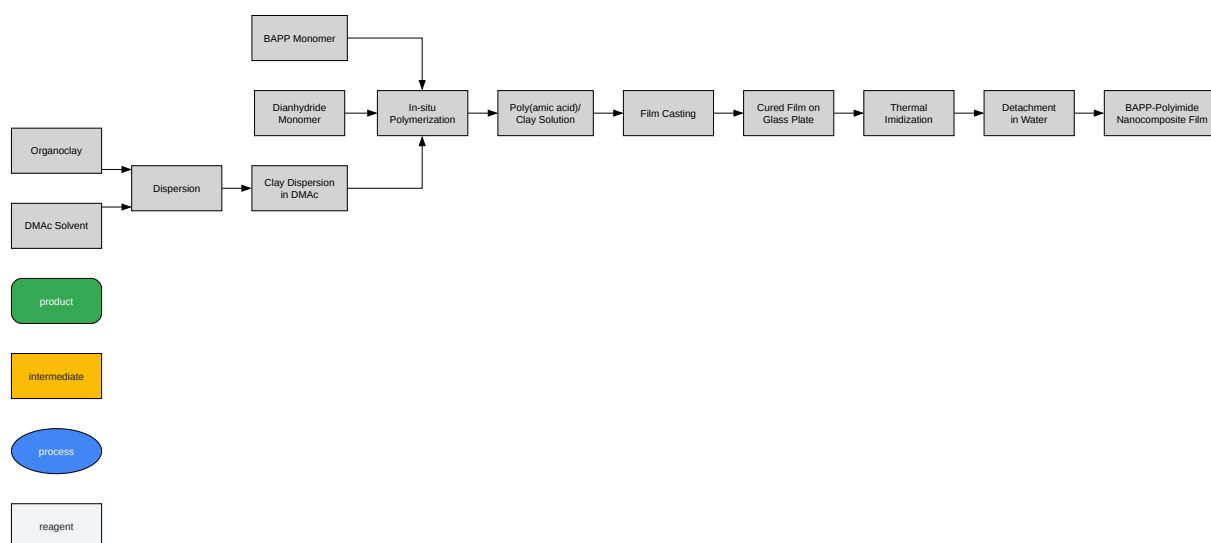 BAPP Monomer
Dianhydride
Monomer
In-situ
Polymerization
Poly(amic acid)/
Clay Solution
Film Casting
Cured Film on
Glass Plate
Thermal
Imidization
Detachment
in Water
BAPP-Polyimide
Nanocomposite Film
Organoclay
Dispersion
Clay Dispersion
in DMAc
DMAc Solvent
product
intermediate
process
reagent